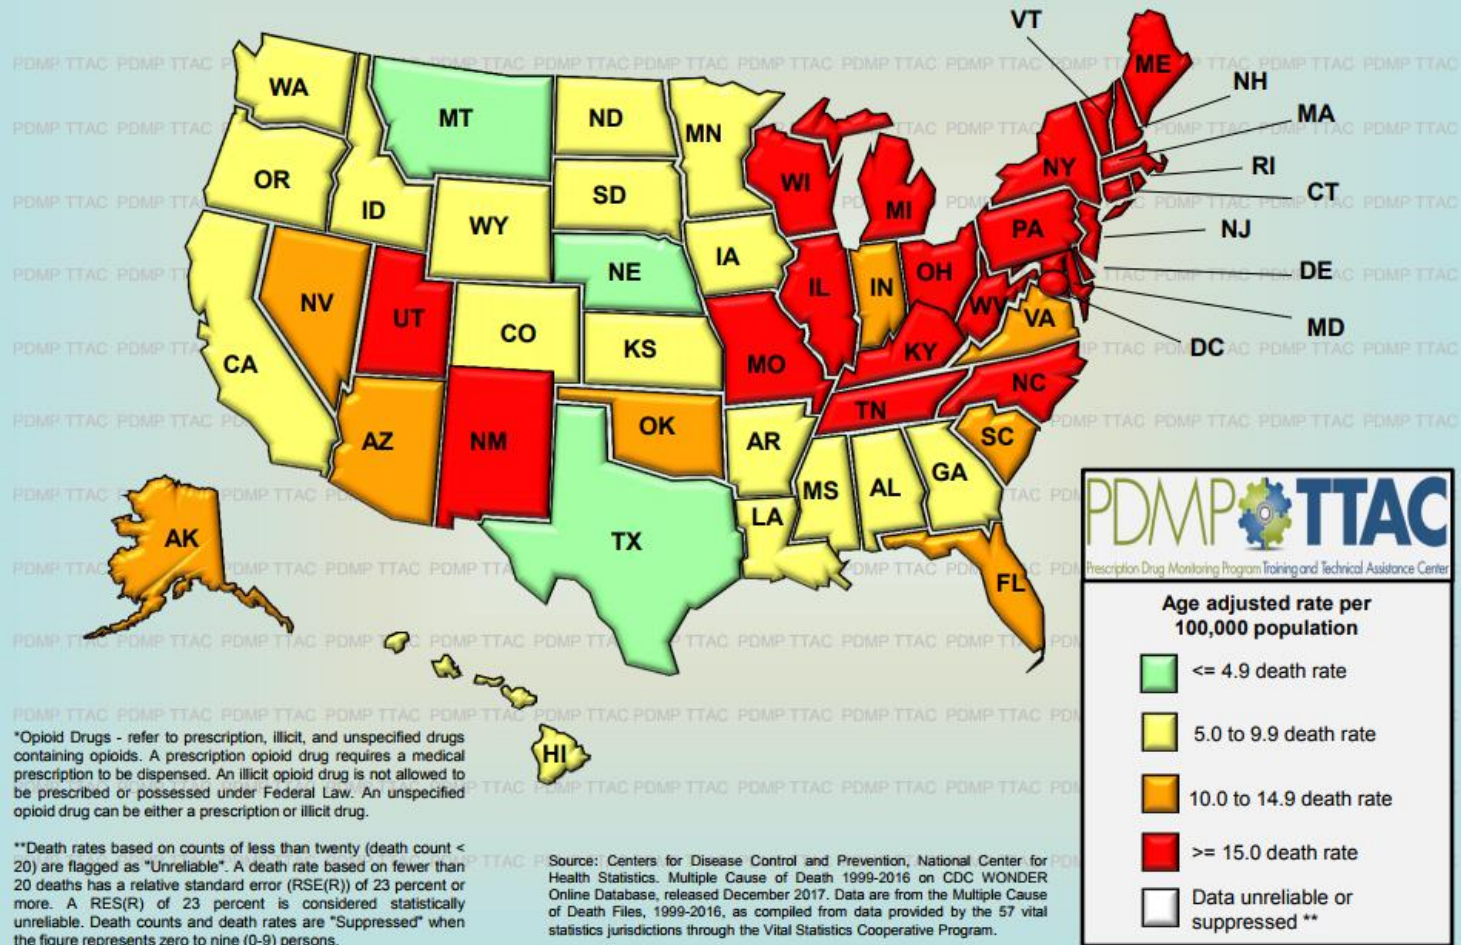 VT
ME
WA
NH
MT
ND
MN
MA
OR
ID
SD
WI
NY
RI
WY
MI
CT
PA
NJ
NE
IA
OH
DE
NV
UT
IL
IN
WV
VA
MD
CO
KS
KY
DC
CA
MO
NC
TN
AZ
NM
OK
AR
SC
MS
AL
GA
LA
AK
TX
FL
HI
PDMP TTAC
Prescription Drug Monitoring Program Training and Technical Assistance Center
Age adjusted rate per
100,000 population
<= 4.9 death rate
5.0 to 9.9 death rate
10.0 to 14.9 death rate
>= 15.0 death rate
Data unreliable or
suppressed **
*Opioid Drugs - refer to prescription, illicit, and unspecified drugs
containing opioids. A prescription opioid drug requires a medical
prescription to be dispensed. An illicit opioid drug is not allowed to
be prescribed or possessed under Federal Law. An unspecified
opioid drug can be either a prescription or illicit drug.
**Death rates based on counts of less than twenty (death count <
20) are flagged as "Unreliable". A death rate based on fewer than
20 deaths has a relative standard error (RSE(R)) of 23 percent or
more. A RES(R) of 23 percent is considered statistically
unreliable. Death counts and death rates are "Suppressed" when
the figure represents zero to nine (0-9) persons.
Source: Centers for Disease Control and Prevention, National Center for
Health Statistics. Multiple Cause of Death 1999-2016 on CDC WONDER
Online Database, released December 2017. Data are from the Multiple Cause
of Death Files, 1999-2016, as compiled from data provided by the 57 vital
statistics jurisdictions through the Vital Statistics Cooperative Program.